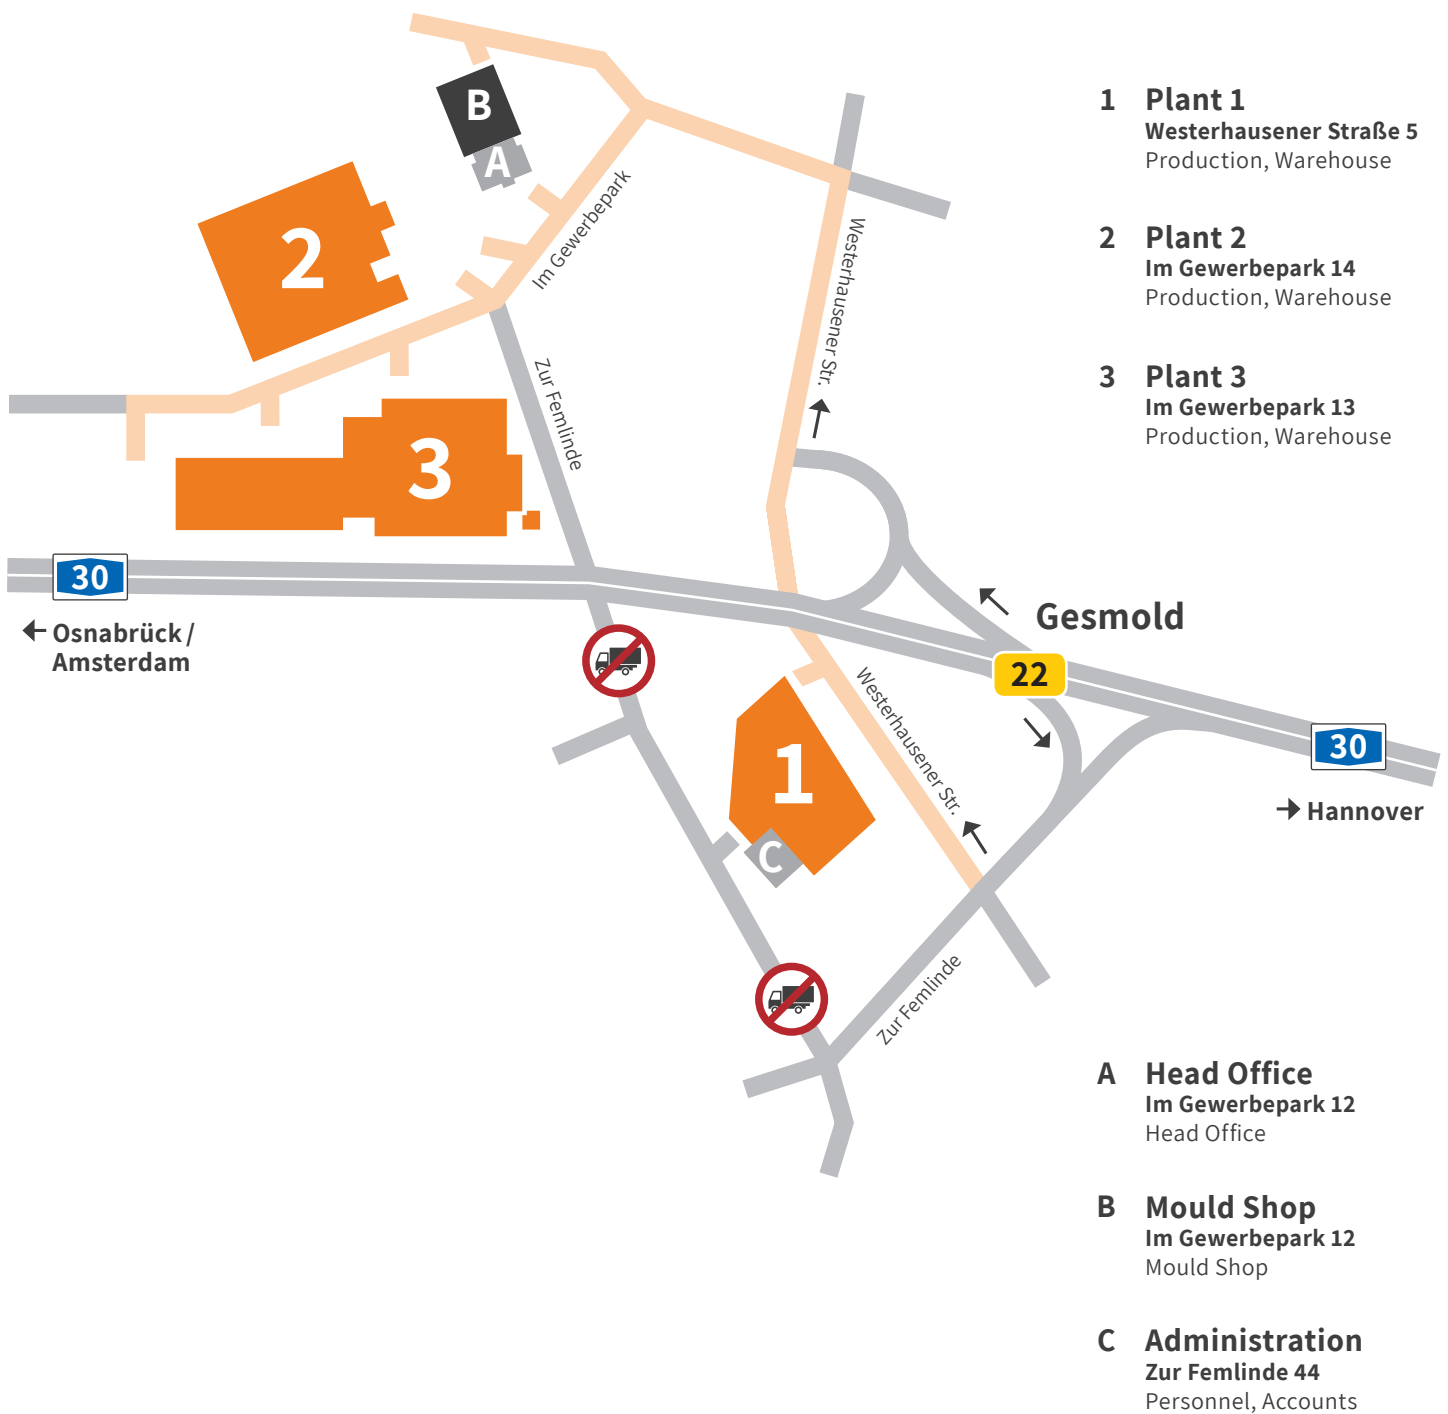 B
A
2
3
1
C
Im Gewerbepark
Westerhausener Str.
Zur Femlinde
30
Osnabrück /
Amsterdam
Gesmold
22
Westerhausener Str.
30
Hannover
Zur Femlinde
1 Plant 1
Westerhausener Straße 5
Production, Warehouse
2 Plant 2
Im Gewerbepark 14
Production, Warehouse
3 Plant 3
Im Gewerbepark 13
Production, Warehouse
A Head Office
Im Gewerbepark 12
Head Office
B Mould Shop
Im Gewerbepark 12
Mould Shop
C Administration
Zur Femlinde 44
Personnel, Accounts